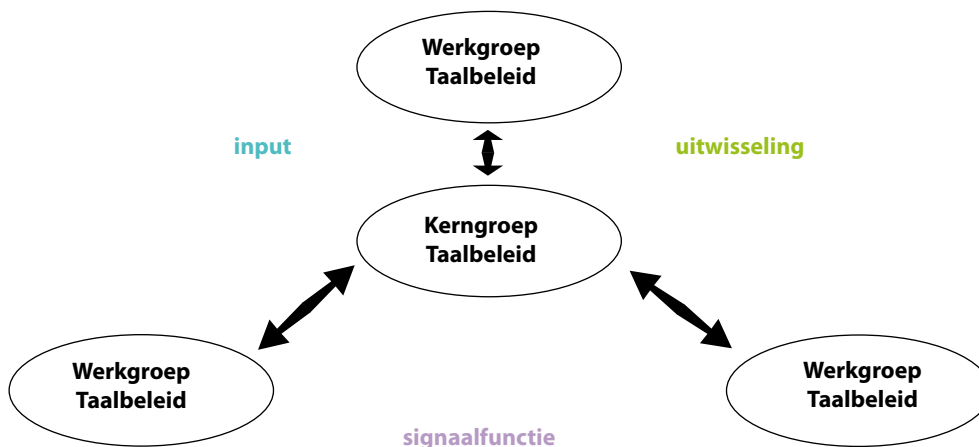 Werkgroep
Taalbeleid
input
uitwisseling
Kerngroep
Taalbeleid
Werkgroep
Taalbeleid
Werkgroep
Taalbeleid
signaalfunctie